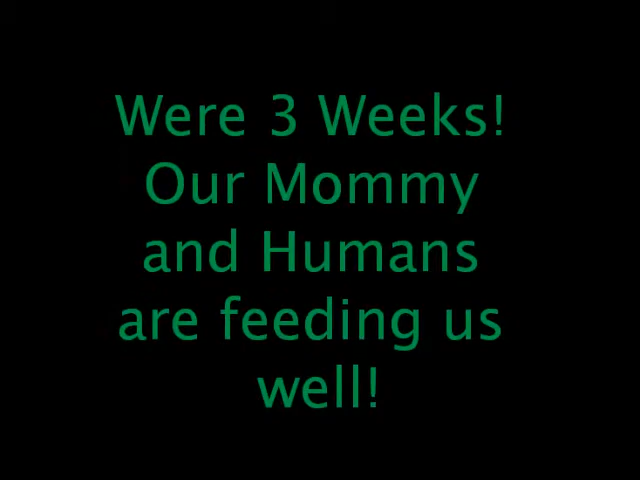 Were 3 Weeks!
Our Mommy
and Humans
are feeding us
well!